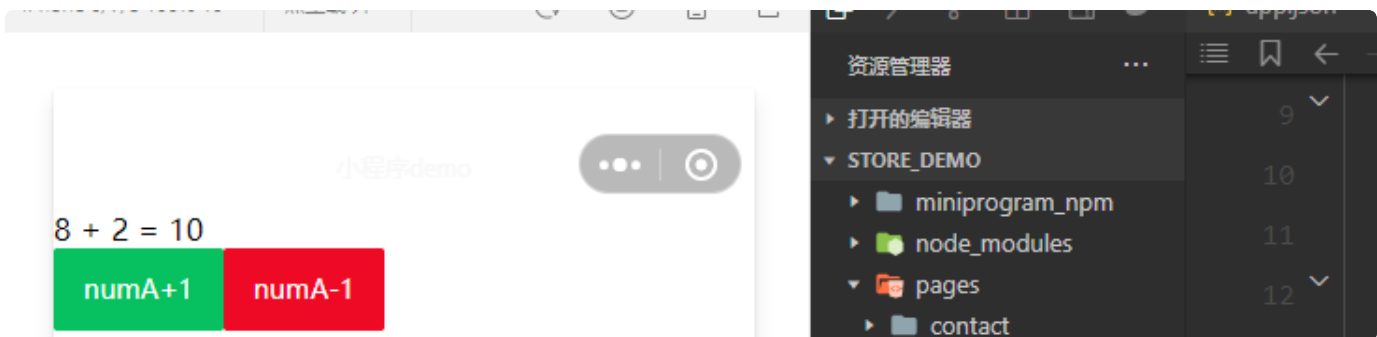 资源管理器
打开的编辑器
STORE_DEMO
miniprogram_npm
node_modules
pages
contact
9
10
11
12
小程序demo
8 + 2 = 10
numA+1
numA-1